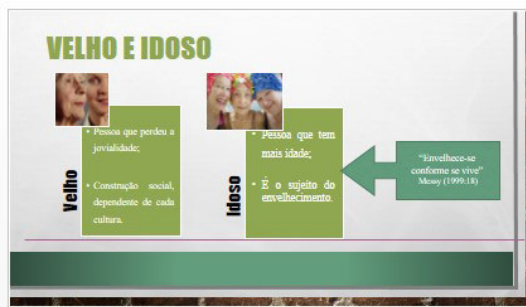 VELHO E IDOSO
Velho
• Pessoa que perdeu a
jovialidade;
• Construção social,
dependente de cada
cultura.
Idoso
• Pessoa que tem
mais idade;
• É o sujeito do
envelhecimento.
“Envelhece-se
conforme se vive”
Messy (1999:18)